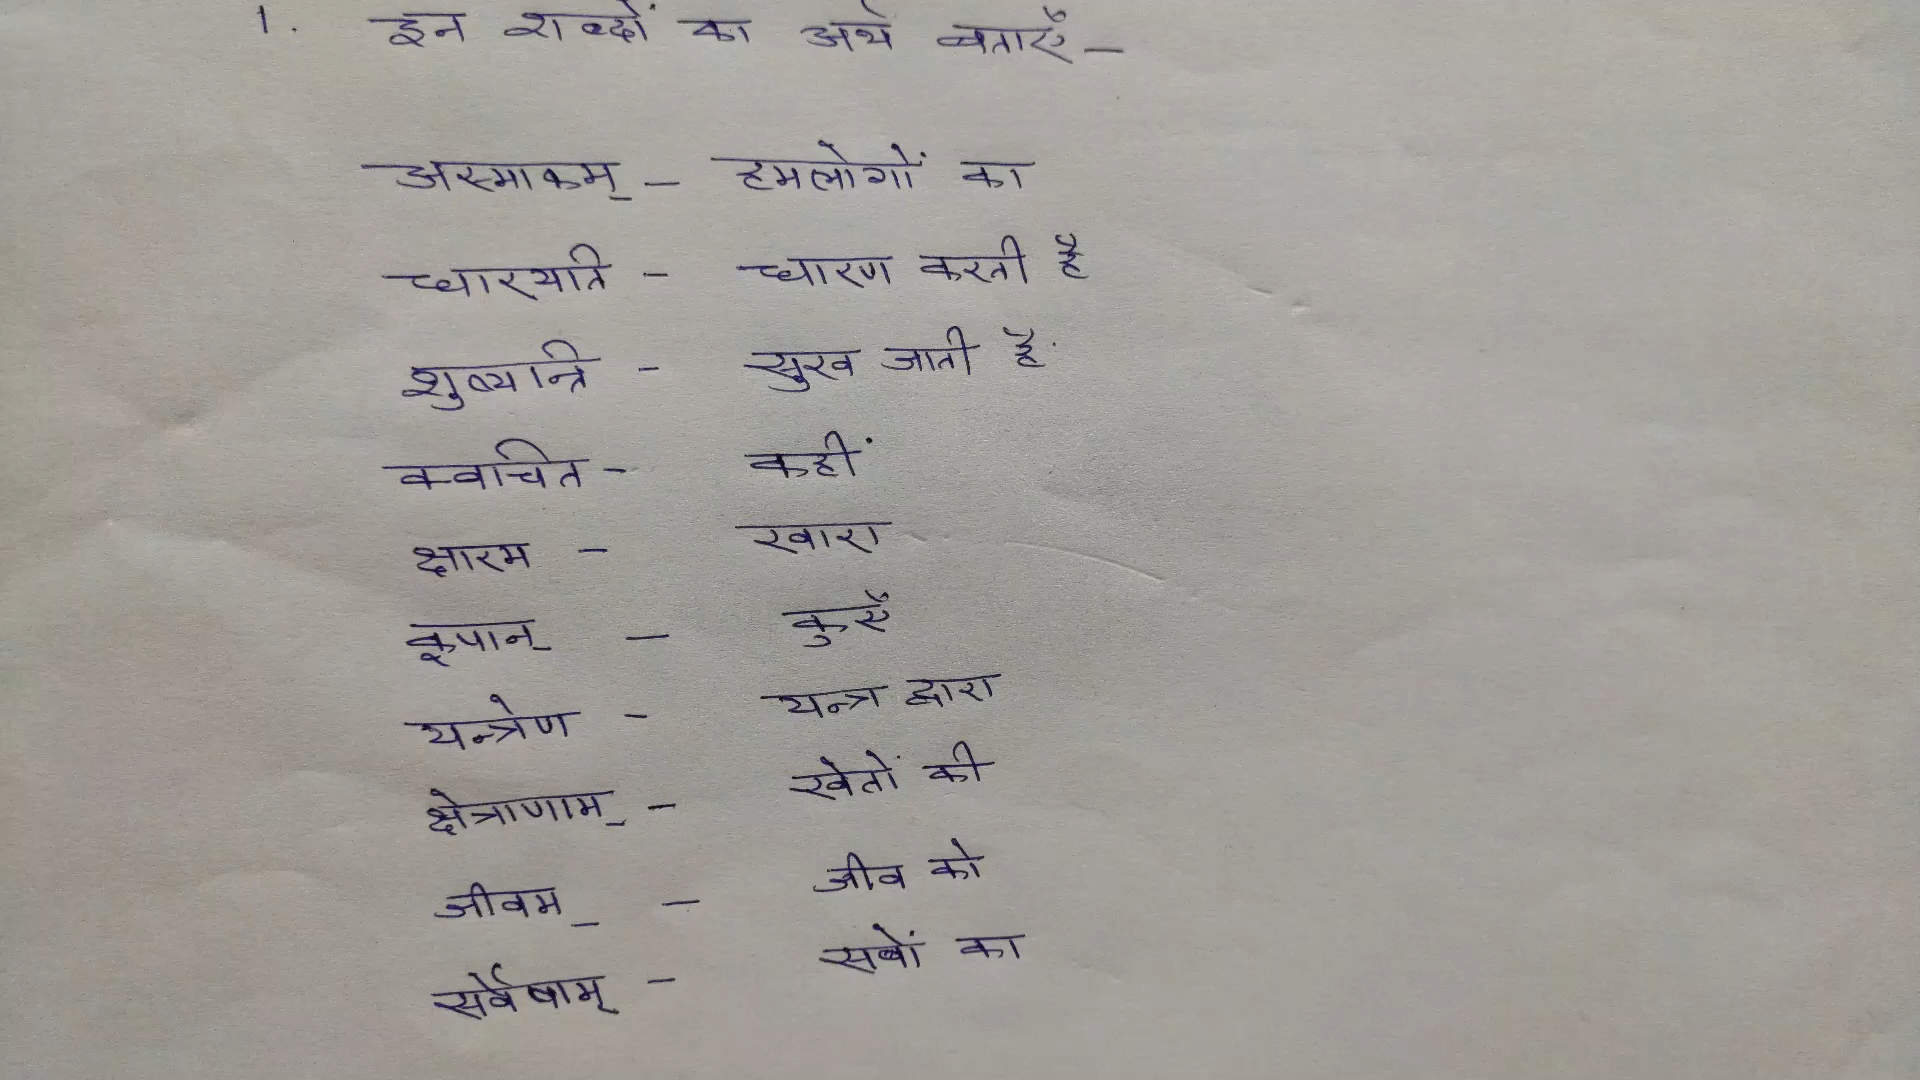 1. इन शब्दों का अर्थ बताएँ –
अस्माकम् – हमलोगों का
धारयति – धारण करती है
शुष्यन्ति – सुख जाती है
क्वचित – कहीं
क्षारम – खारा
कूपान् – कुएँ
यन्त्रेण – यन्त्र द्वारा
क्षेत्राणाम् – खेतों की
जीवम् – जीव को
सर्वेषाम् – सबों का